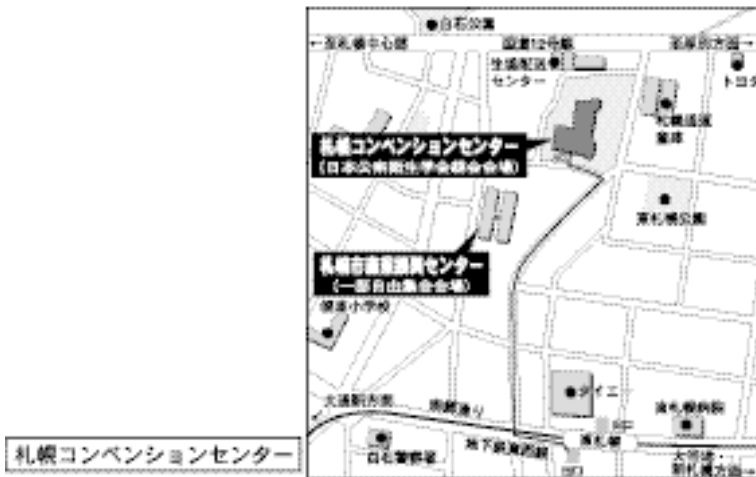 白石公園
←至札幌中心部
国道12号線
至厚別方面→
生協配送センター
トヨタ
札幌通運
倉庫
札幌コンベンションセンター
(日本公衆衛生学会総会会場)
東札幌公園
札幌市産業振興センター
(一部自由集会会場)
小学校
ダイエー
大通駅方面
南郷通り
東札幌病院
白石警察署
地下鉄東西線
東札幌
大谷地・
新札幌方面→
札幌コンベンションセンター